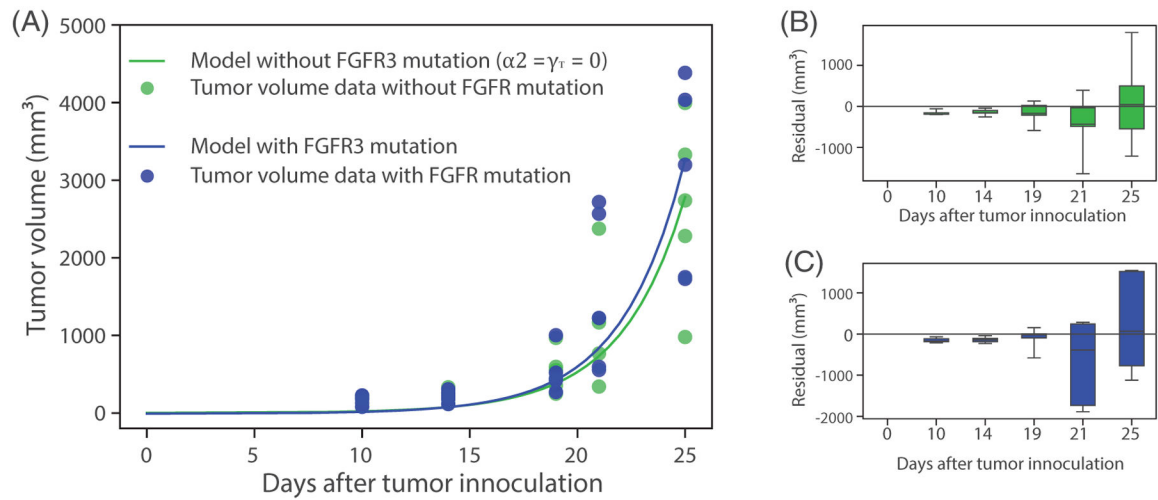 (A)
5000
4000
3000
2000
1000
0
Tumor volume (mm³)
Model without FGFR3 mutation (α2 =γT = 0)
Tumor volume data without FGFR mutation
Model with FGFR3 mutation
Tumor volume data with FGFR mutation
0 5 10 15 20 25
Days after tumor innoculation
(B)
1000
0
-1000
Residual (mm³)
0 10 14 19 21 25
Days after tumor innoculation
(C)
1000
0
-1000
-2000
Residual (mm³)
0 10 14 19 21 25
Days after tumor innoculation